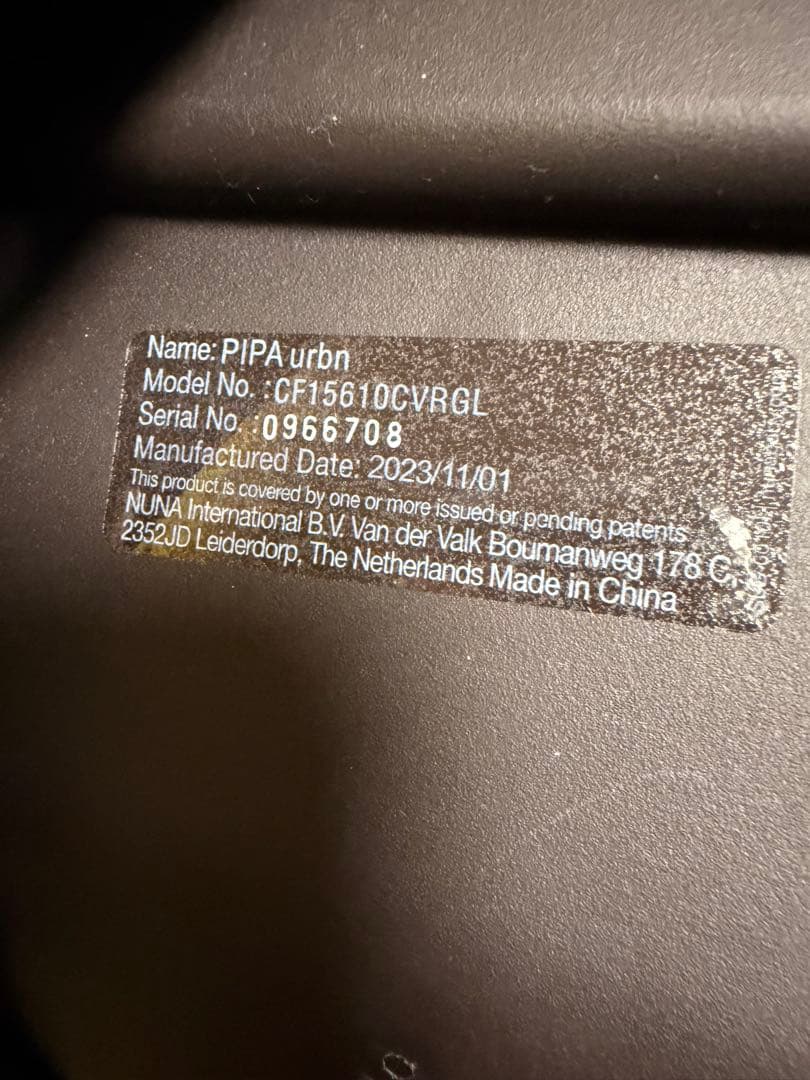 Name: PIPA urbn
Model No. : CF15610CVRGL
Serial No. : 0966708
Manufactured Date: 2023/11/01
This product is covered by one or more issued or pending patents
NUNA International B.V. Van der Valk Boumanweg 178 C,
2352JD Leiderdorp, The Netherlands Made in China